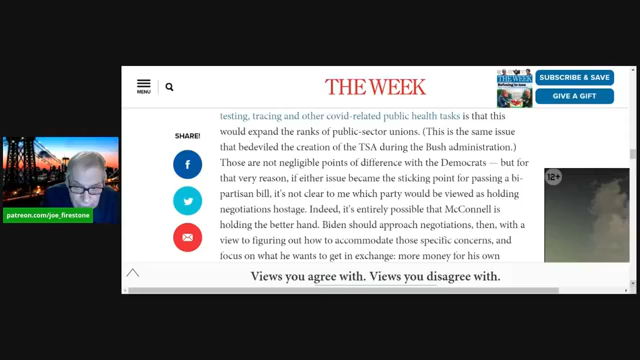 MENU
THE WEEK
SUBSCRIBE & SAVE
GIVE A GIFT
testing, tracing and other covid-related public health tasks is that this
would expand the ranks of public-sector unions. (This is the same issue
that bedeviled the creation of the TSA during the Bush administration.)
Those are not negligible points of difference with the Democrats — but for
that very reason, if either issue became the sticking point for passing a bi-
partisan bill, it's not clear to me which party would be viewed as holding
negotiations hostage. Indeed, it's entirely possible that McConnell is
holding the better hand. Biden should approach negotiations, then, with a
view to figuring out how to accommodate those specific concerns, and
focus on what he wants to get in exchange: more money for his own
SHARE!
12+
patreon.com/joe_firestone
Views you agree with. Views you disagree with.